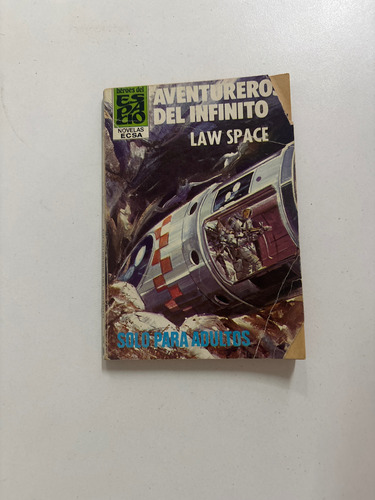 héroes del
ESPACIO
NOVELAS
ECSA
AVENTUREROS
DEL INFINITO
LAW SPACE
SOLO PARA ADULTOS